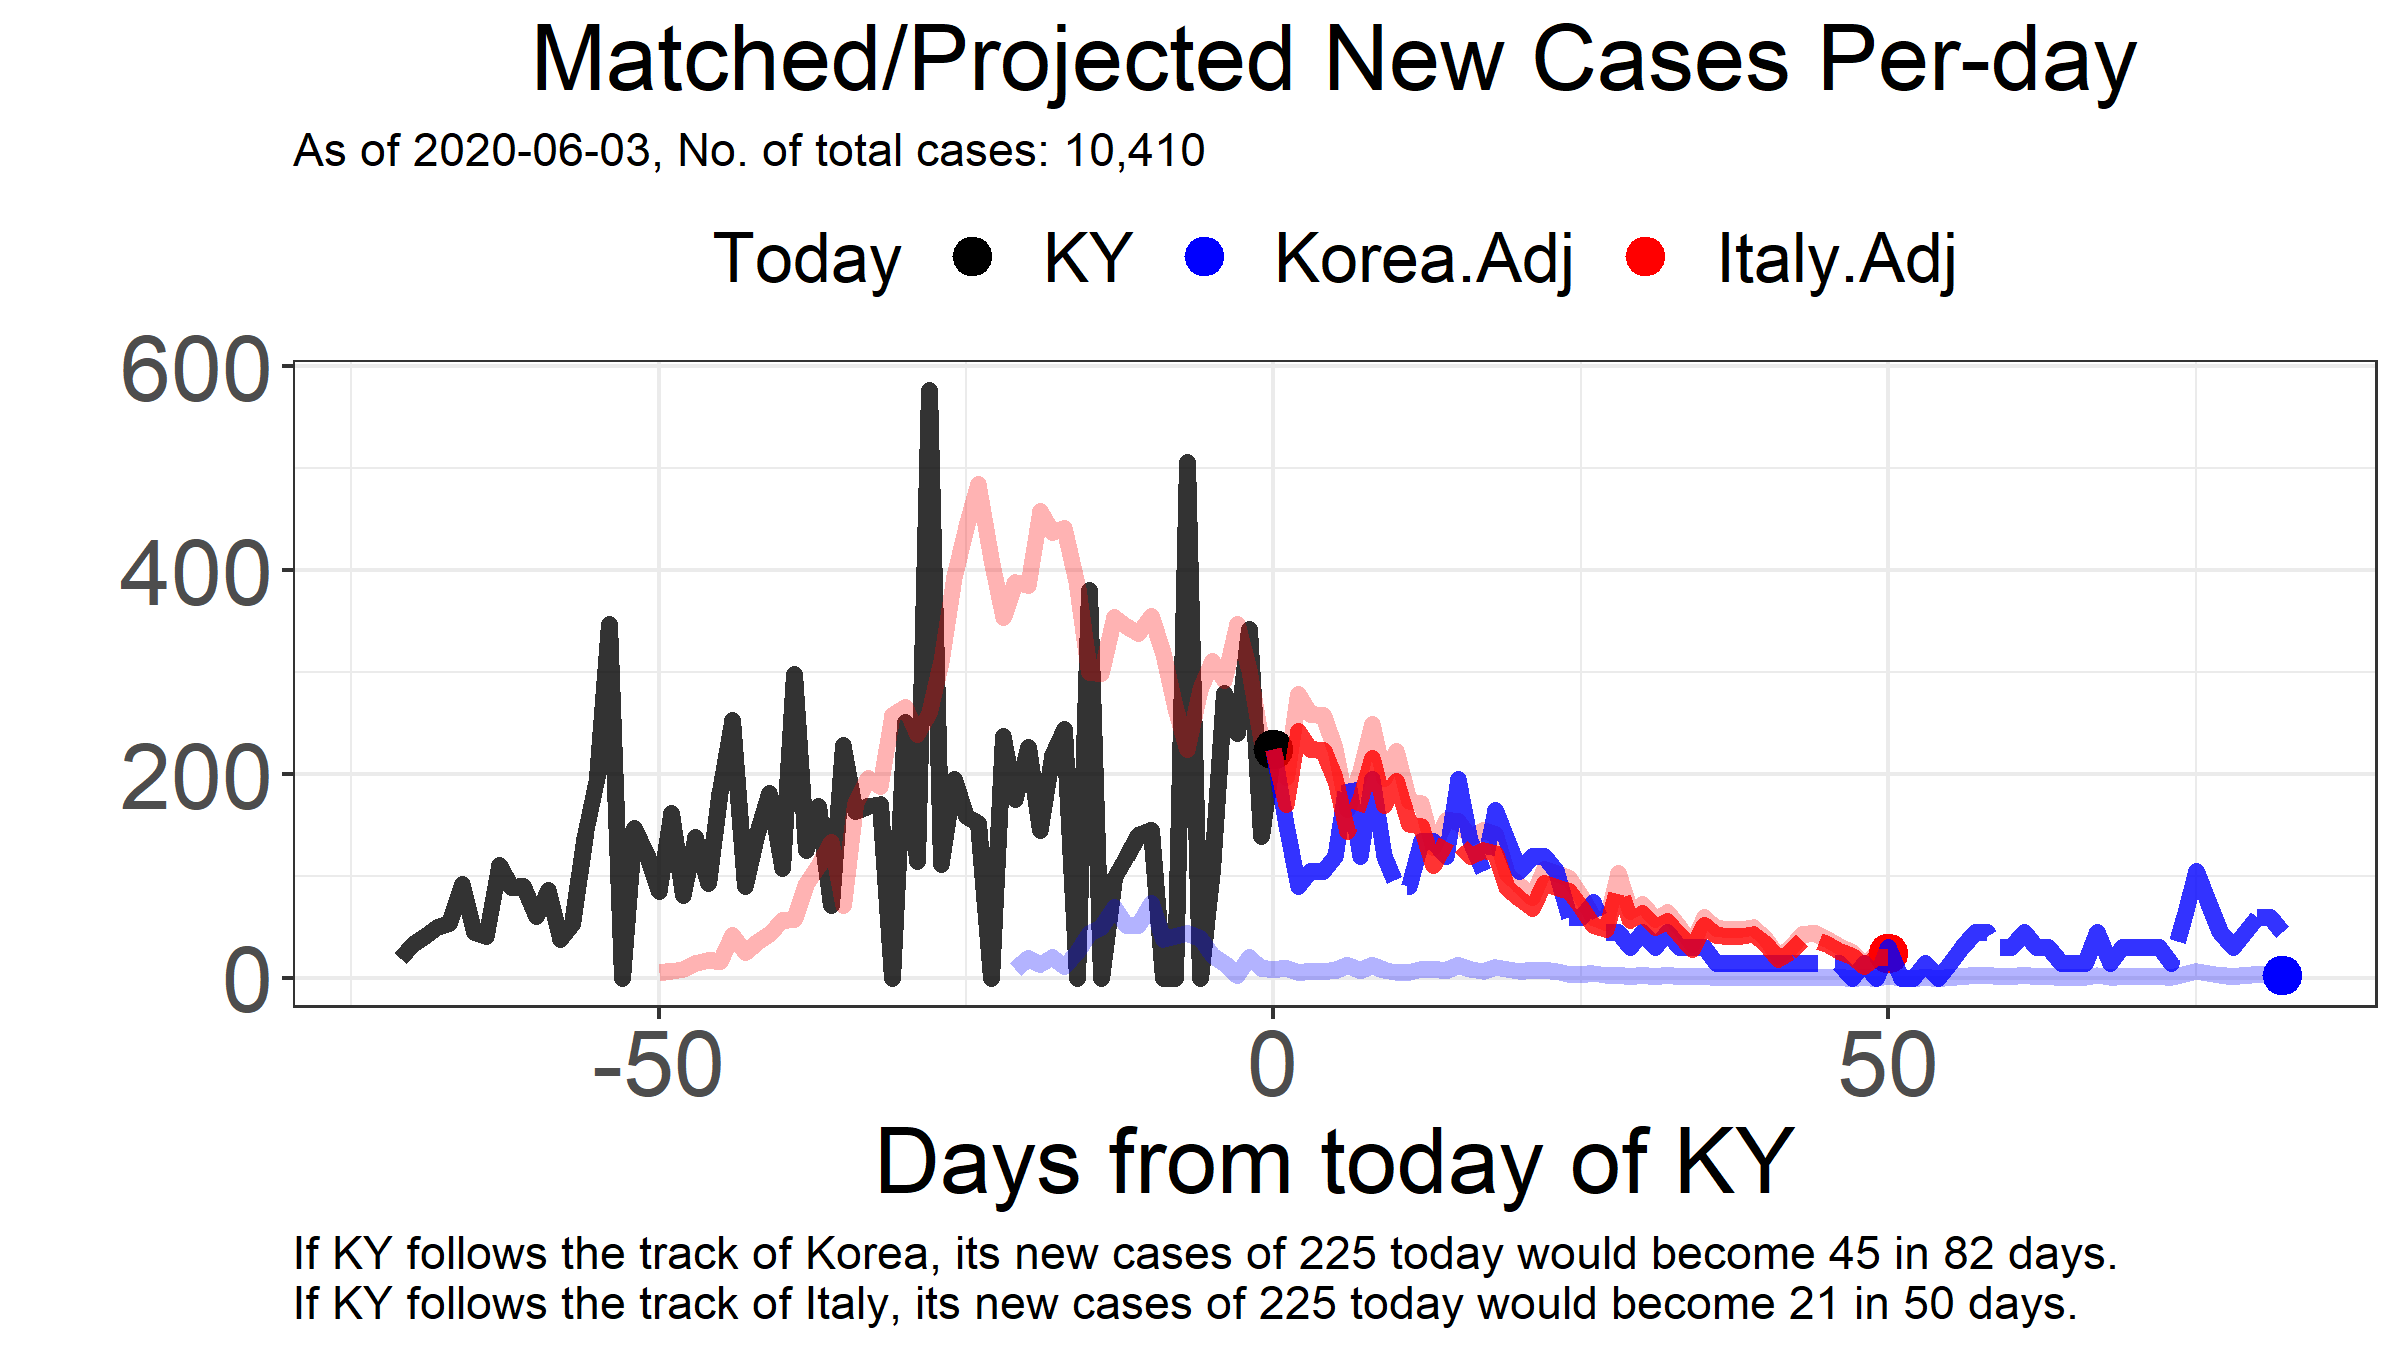 Matched/Projected New Cases Per-day
As of 2020-06-03, No. of total cases: 10,410
Today KY Korea.Adj Italy.Adj
600
400
200
0
-50 0 50
Days from today of KY
If KY follows the track of Korea, its new cases of 225 today would become 45 in 82 days.
If KY follows the track of Italy, its new cases of 225 today would become 21 in 50 days.